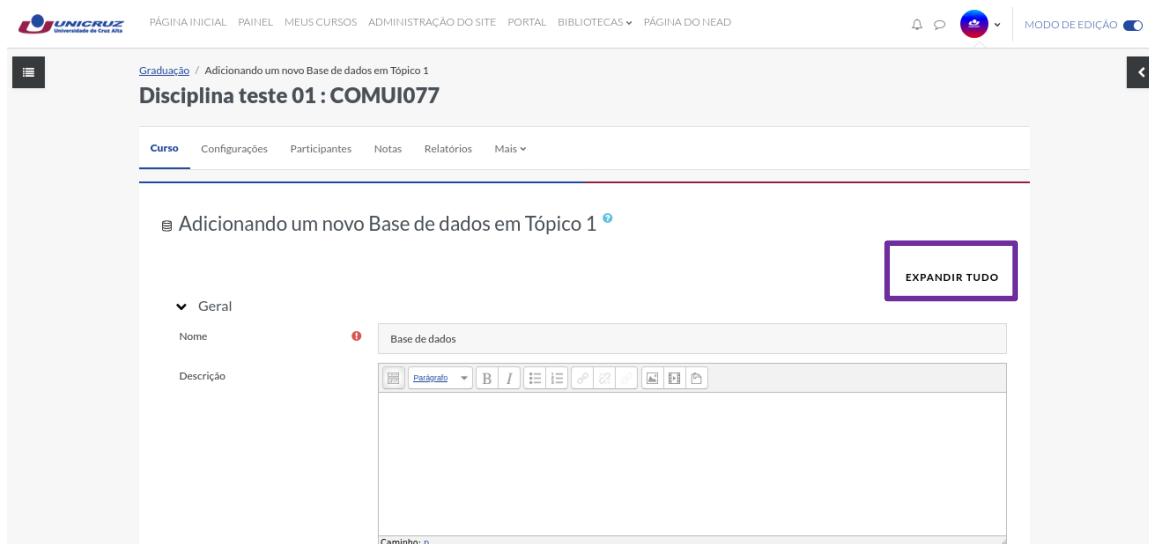 UNICRUZ
Universidade de Cruz Alta
PÁGINA INICIAL PAINEL MEUS CURSOS ADMINISTRAÇÃO DO SITE PORTAL BIBLIOTECAS PÁGINA DO NEAD
MODO DE EDIÇÃO
Graduação / Adicionando um novo Base de dados em Tópico 1
Disciplina teste 01 : COMUI077
Curso Configurações Participantes Notas Relatórios Mais
Adicionando um novo Base de dados em Tópico 1
EXPANDIR TUDO
Geral
Nome Base de dados
Descrição
Parágrafo B I
Caminho: p